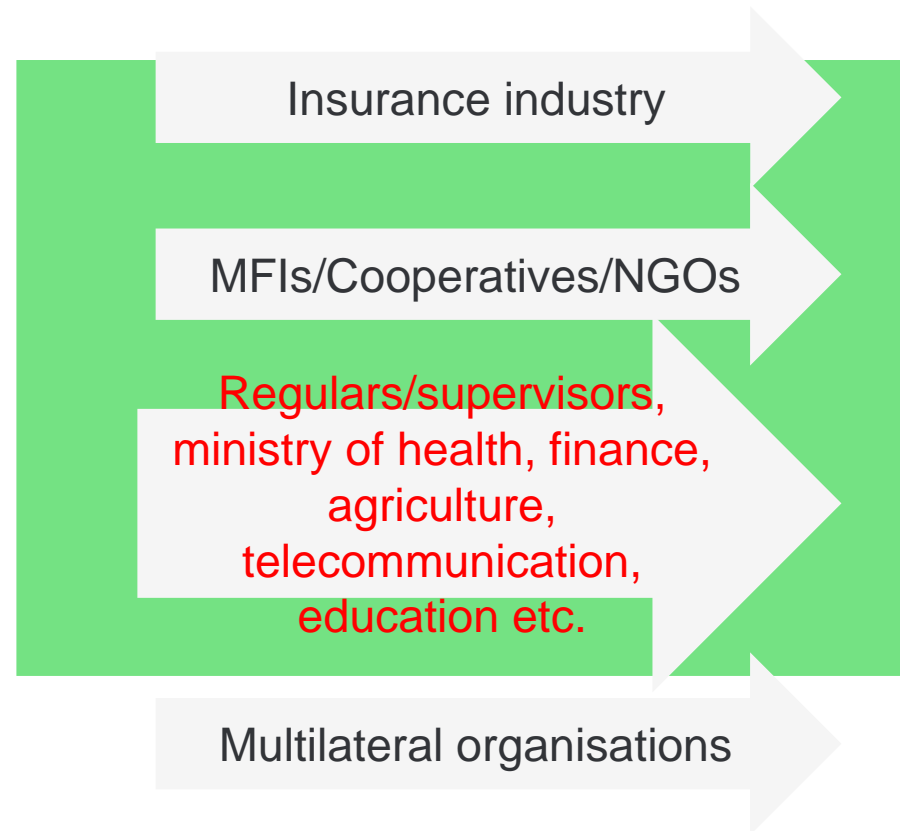 Insurance industry
MFIs/Cooperatives/NGOs
Regulars/supervisors,
ministry of health, finance,
agriculture,
telecommunication,
education etc.
Multilateral organisations